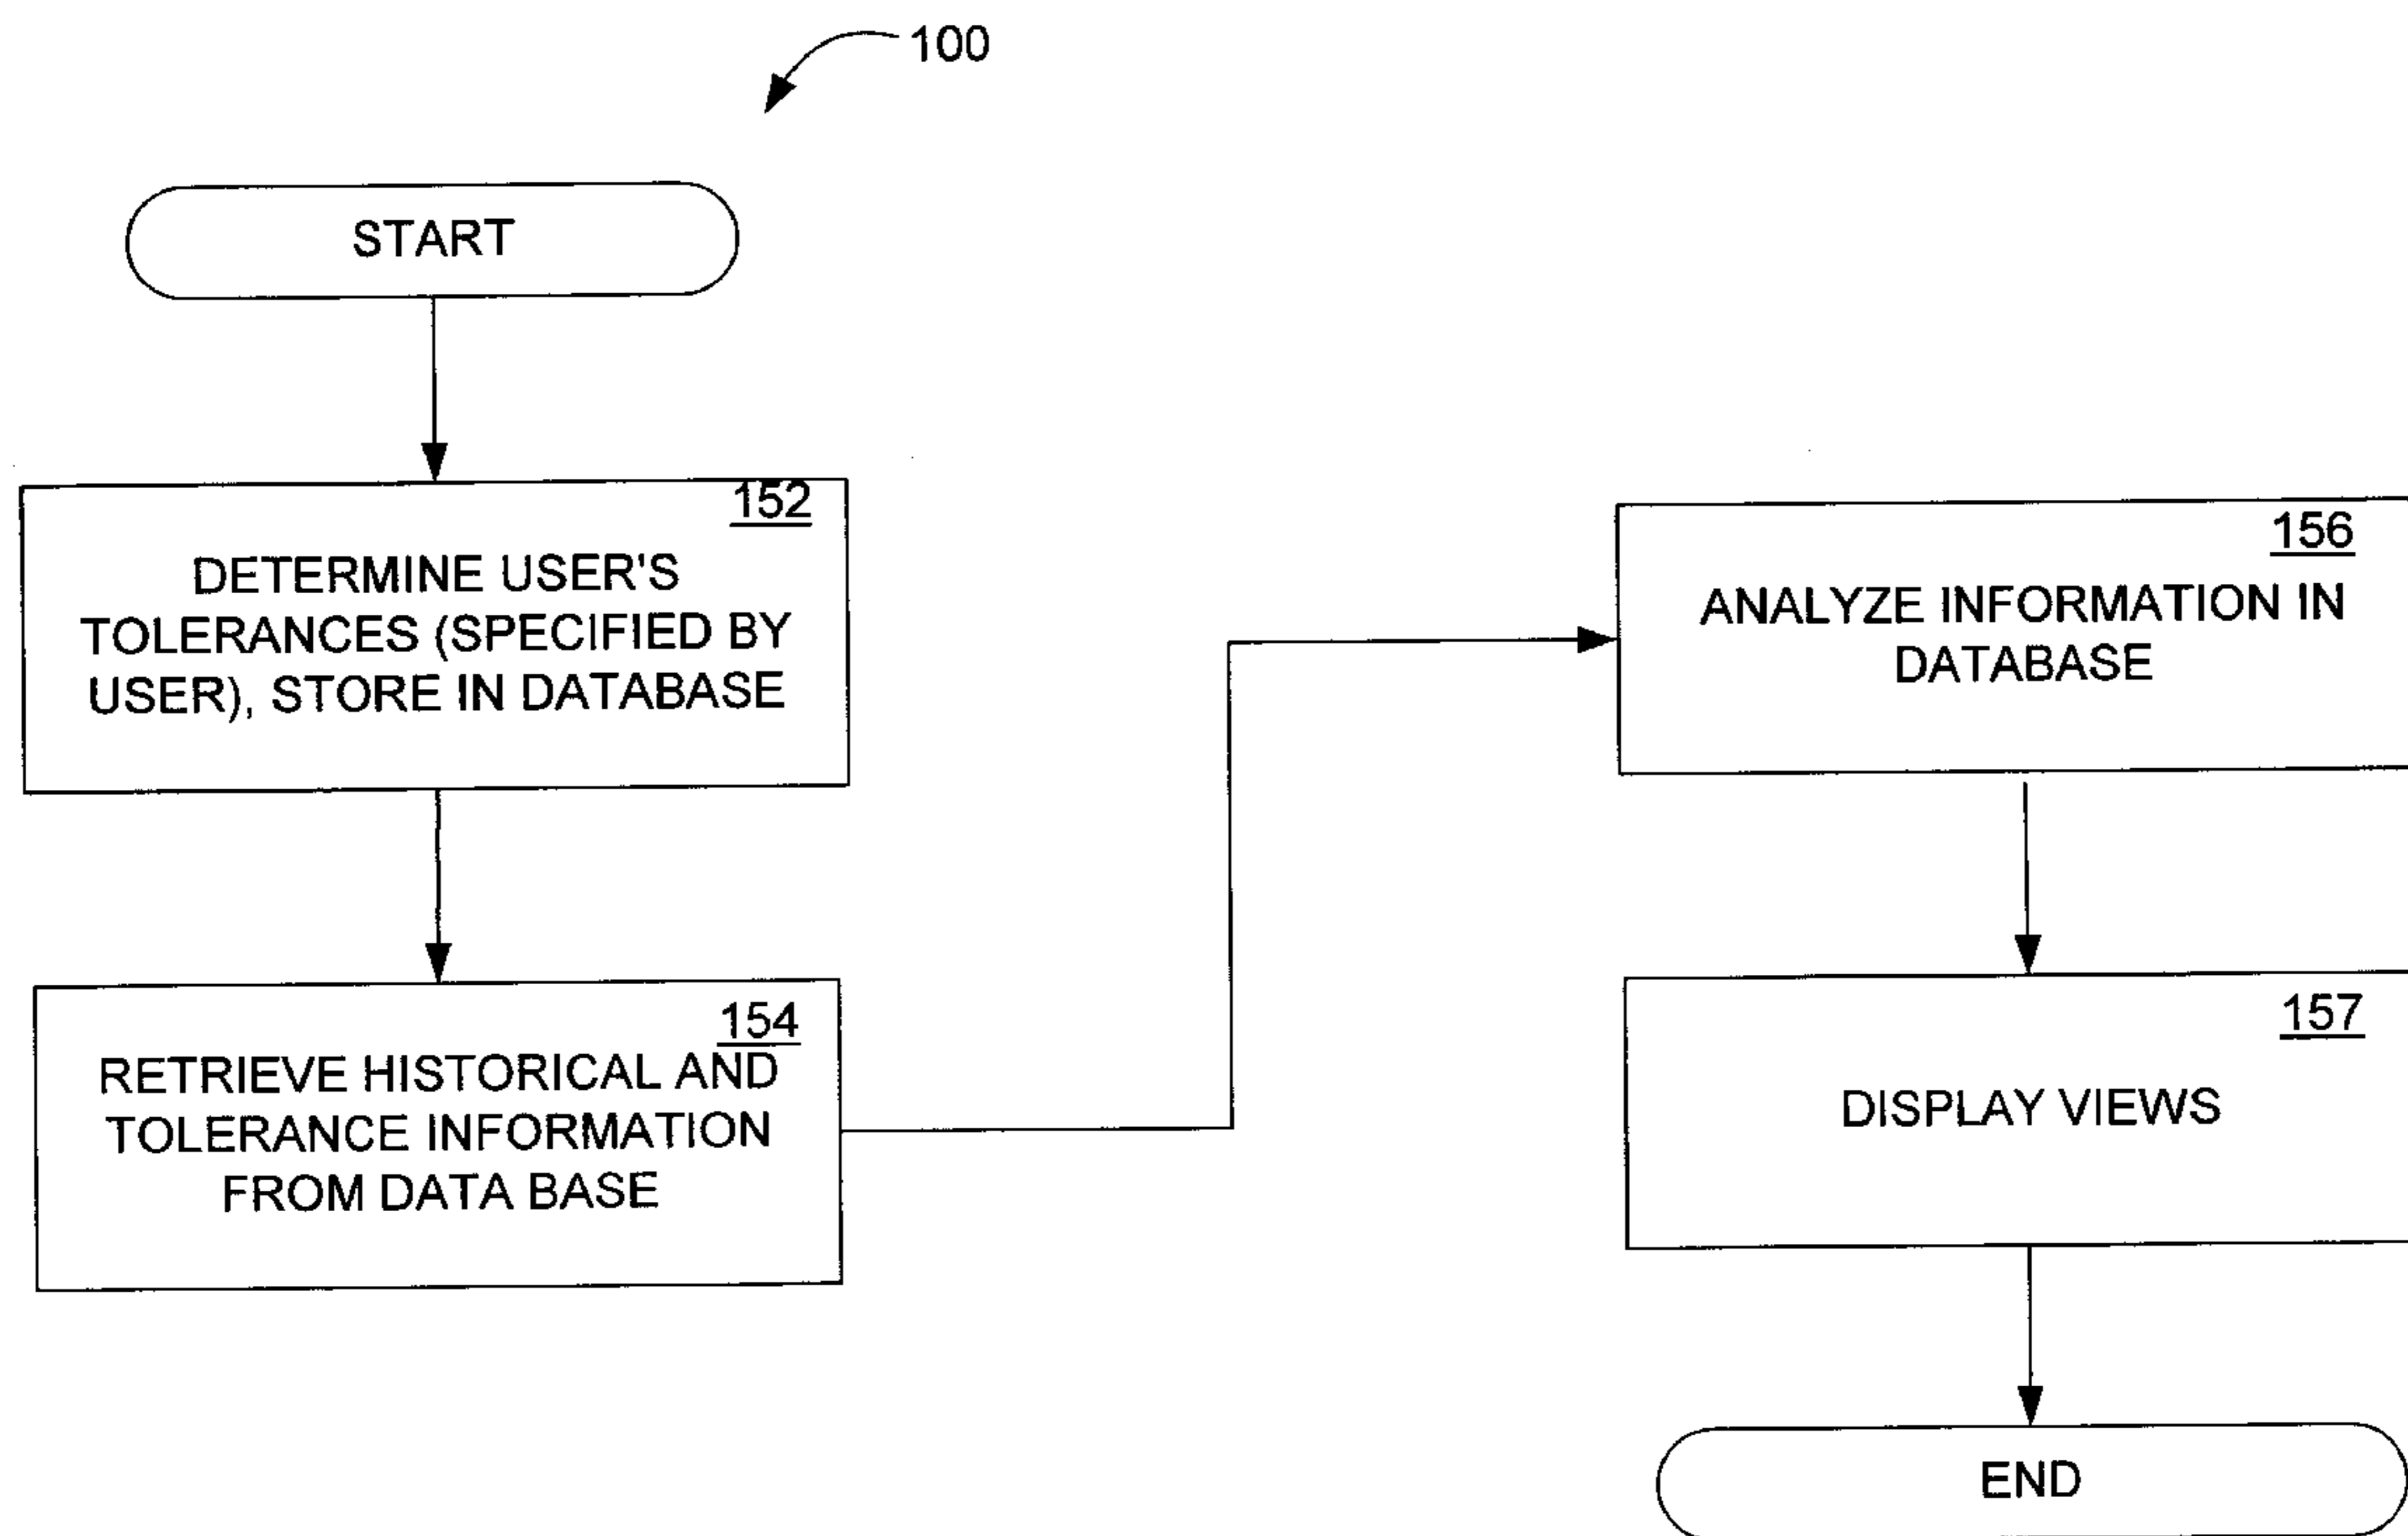 100
START
152
DETERMINE USER'S
TOLERANCES (SPECIFIED BY
USER), STORE IN DATABASE
154
RETRIEVE HISTORICAL AND
TOLERANCE INFORMATION
FROM DATA BASE
156
ANALYZE INFORMATION IN
DATABASE
157
DISPLAY VIEWS
END